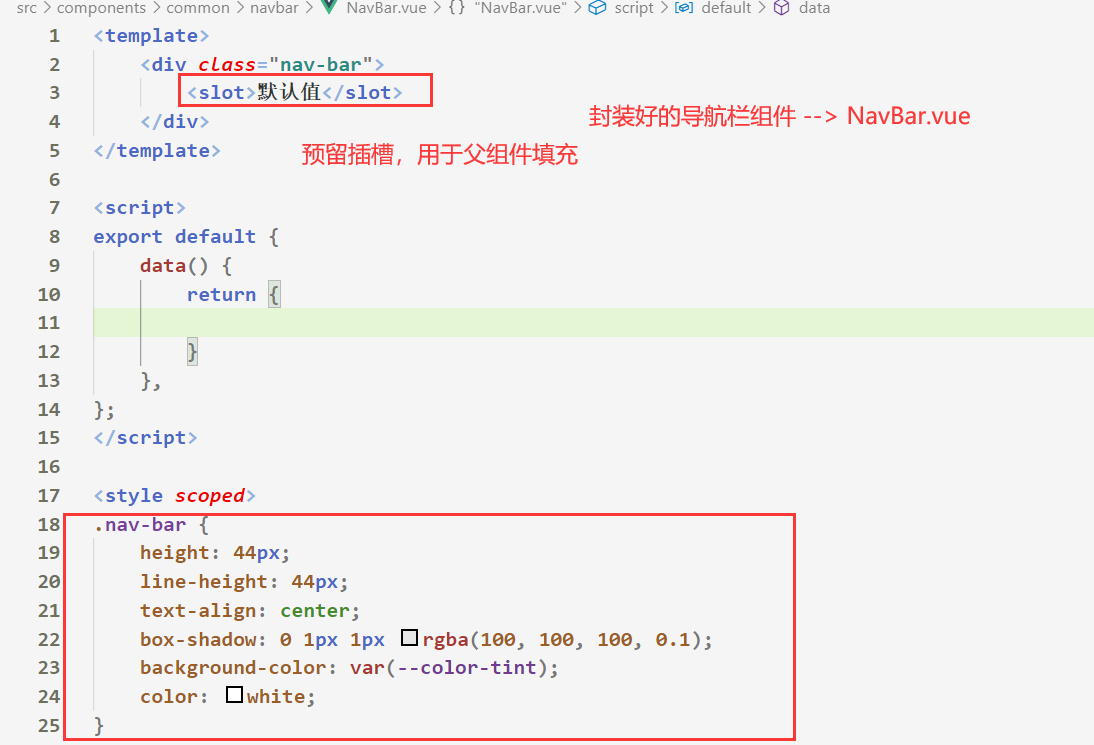 src > components > common > navbar > NavBar.vue > {} "NavBar.vue" > script > default > data
1 <template>
2 <div class="nav-bar">
3 <slot>默认值</slot>
封装好的导航栏组件 --> NavBar.vue
4 </div>
5 </template>
预留插槽，用于父组件填充
6
7 <script>
8 export default {
9 data() {
10 return {
11
12 }
13 },
14 };
15 </script>
16
17 <style scoped>
18 .nav-bar {
19 height: 44px;
20 line-height: 44px;
21 text-align: center;
22 box-shadow: 0 1px 1px rgba(100, 100, 100, 0.1);
23 background-color: var(--color-tint);
24 color: white;
25 }